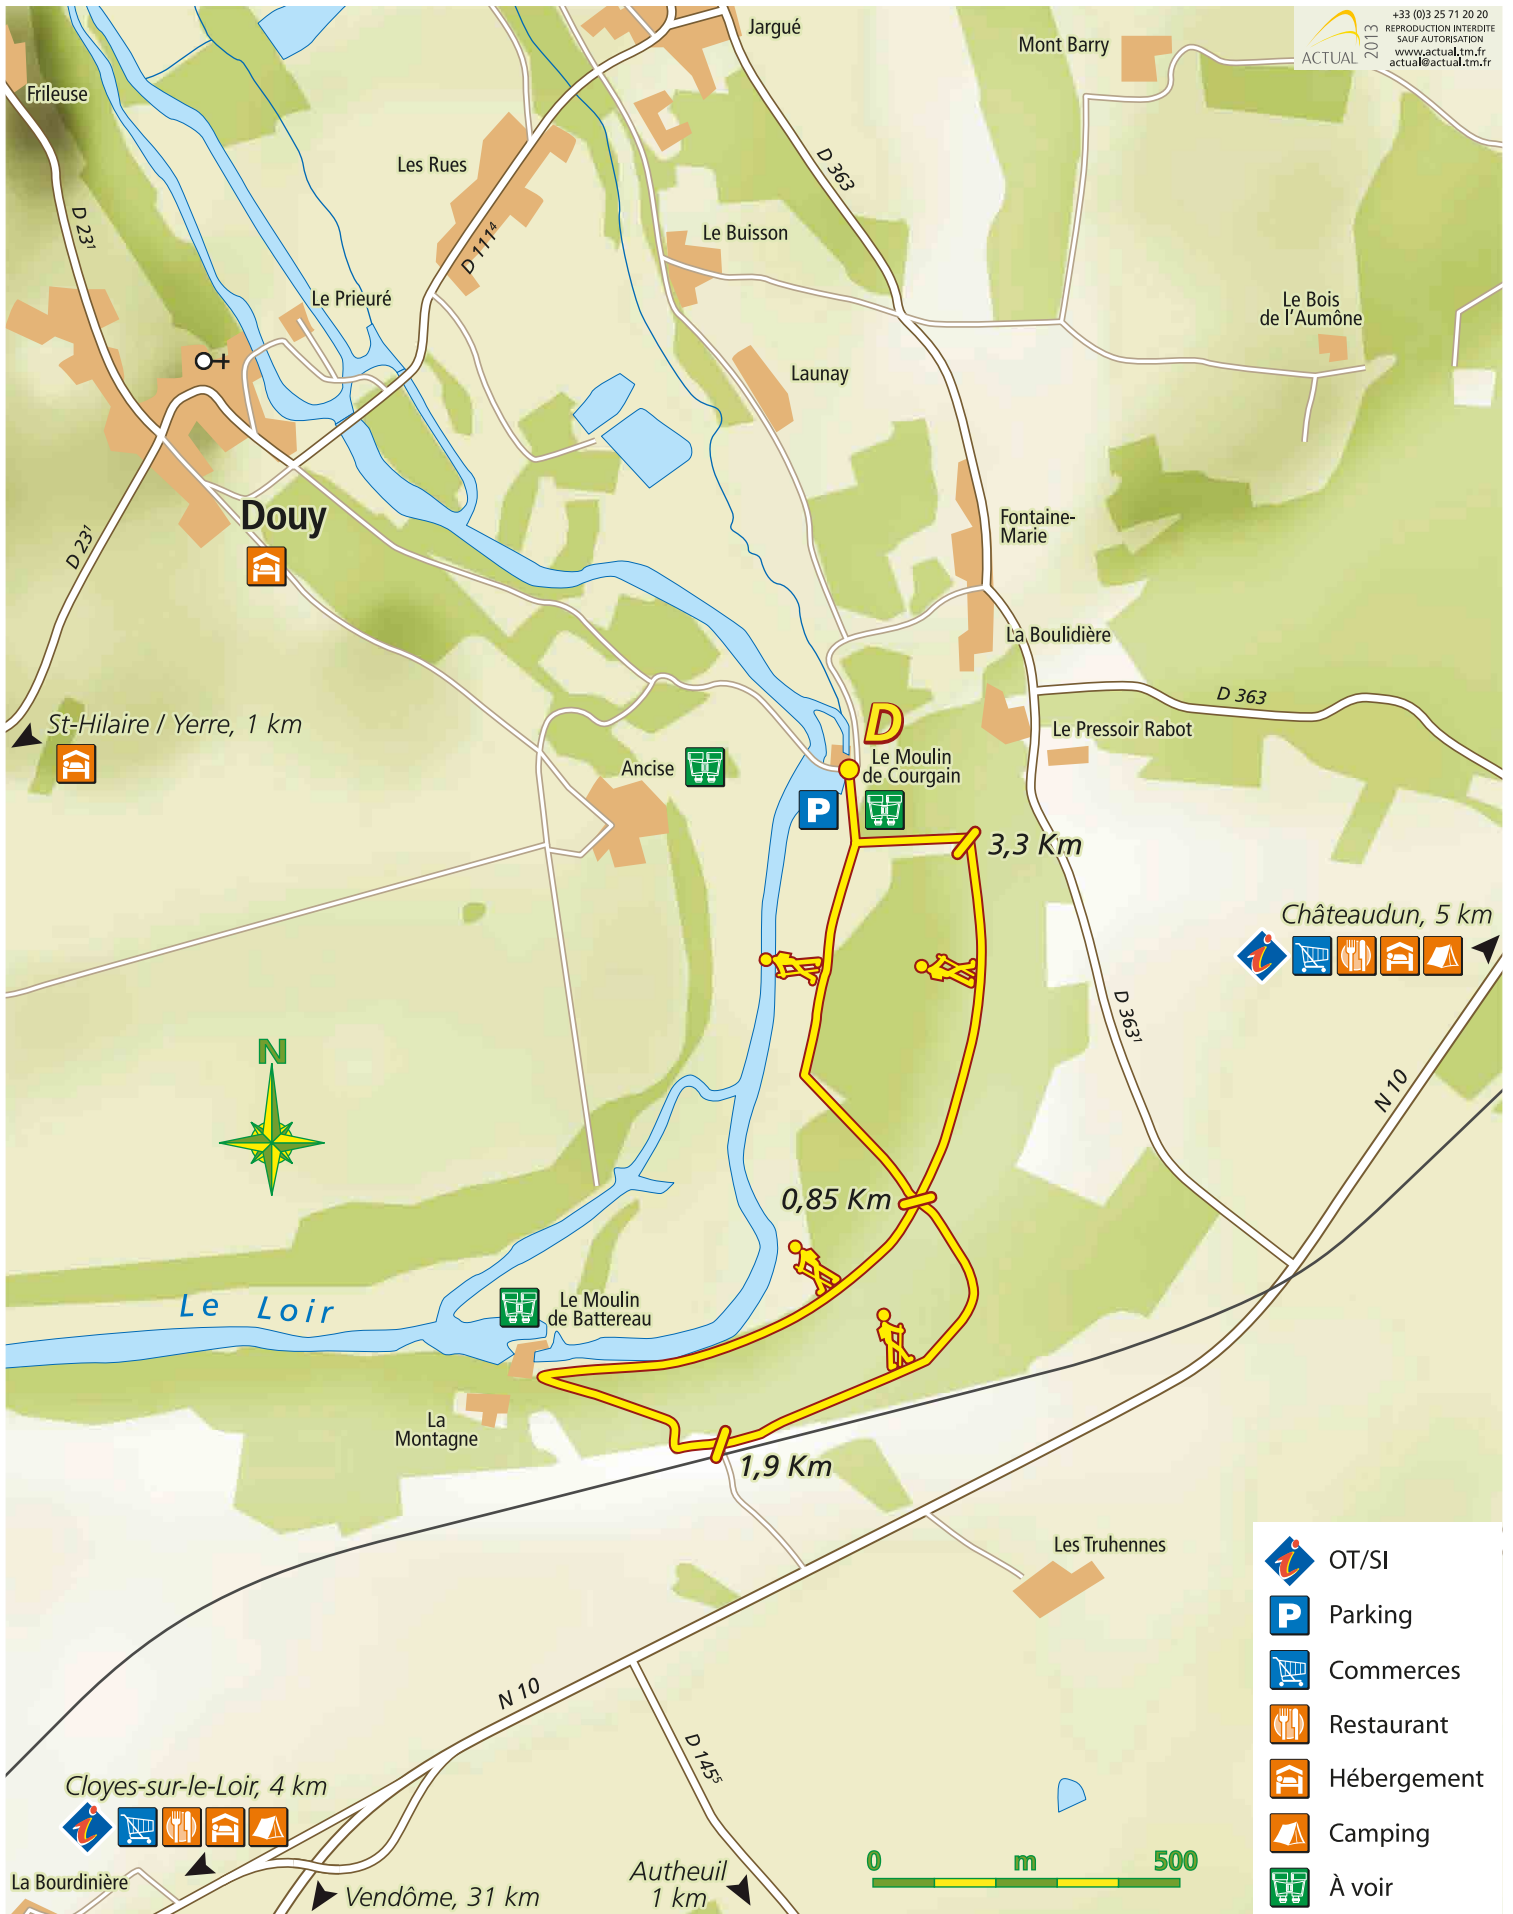 +33 (0)3 25 71 20 20
REPRODUCTION INTERDITE
SAUF AUTORISATION
www.actual.tm.fr
actual@actual.tm.fr
ACTUAL
2013
Jargué
Mont Barry
Frileuse
Les Rues
D 363
D 23¹
D 111⁴
Le Buisson
Le Prieuré
Le Bois
de l'Aumône
Launay
Douy
Fontaine-
Marie
D 23¹
La Boulidière
D 363
St-Hilaire / Yerre, 1 km
D
Le Pressoir Rabot
Ancise
Le Moulin
de Courgain
P
3,3 Km
Châteaudun, 5 km
i
D 363¹
N
N 10
0,85 Km
Le Loir
Le Moulin
de Battereau
La
Montagne
1,9 Km
Les Truhennes
N 10
D 145⁵
Cloyes-sur-le-Loir, 4 km
i
La Bourdinière
Vendôme, 31 km
Autheuil
1 km
0 m 500
i OT/SI
P Parking
Commerces
Restaurant
Hébergement
Camping
À voir